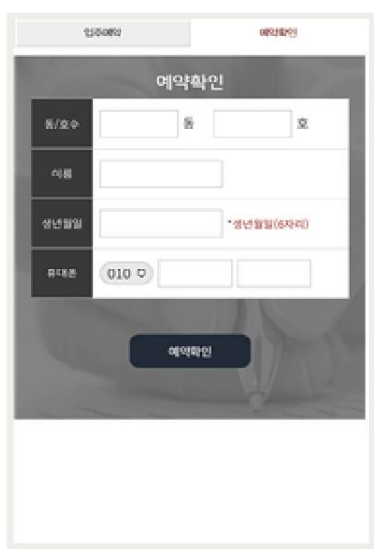 입주예약 예약확인
예약확인
동/호수 동 호
이름
생년월일 *생년월일(6자리)
휴대폰 010
예약확인